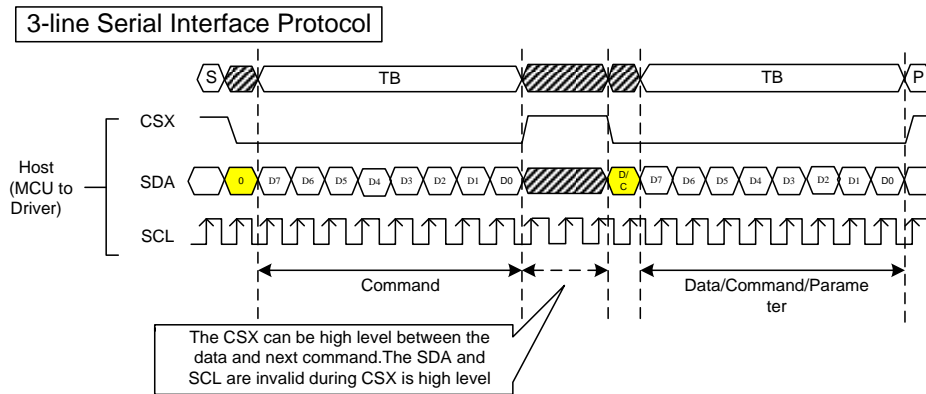 3-line Serial Interface Protocol
S TB TB P
CSX
Host
(MCU to
Driver)
SDA 0 D7 D6 D5 D4 D3 D2 D1 D0 D/
C D7 D6 D5 D4 D3 D2 D1 D0
SCL
Command
Data/Command/Parame
ter
The CSX can be high level between the
data and next command.The SDA and
SCL are invalid during CSX is high level